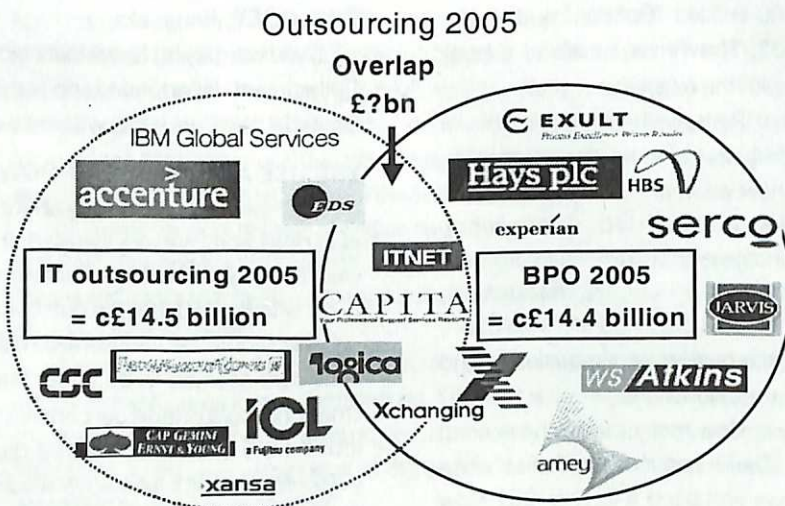 Outsourcing 2005
Overlap
£?bn
IBM Global Services
accenture
EDS
EXULT
Hays plc
HBS
experian
serco
IT outsourcing 2005
= c£14.5 billion
ITNET
CAPITA
BPO 2005
= c£14.4 billion
JARVIS
CSC
logica
WS Atkins
Xchanging
CAP GEMINI
ERNST & YOUNG
ICL
a Fujitsu company
amey
xansa